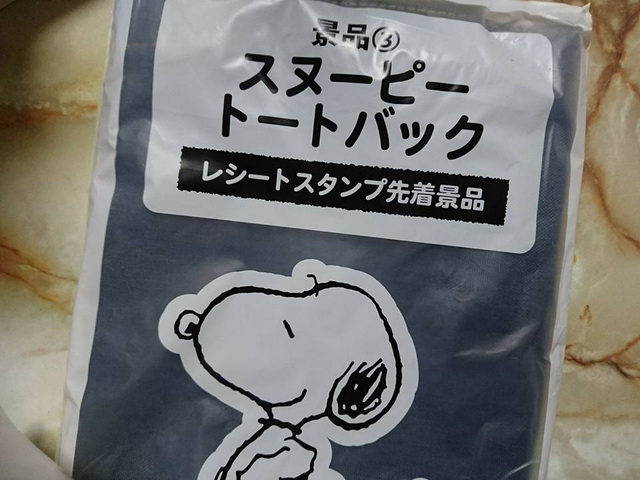 景品③
スヌーピー
トートバック
レシートスタンプ先着景品